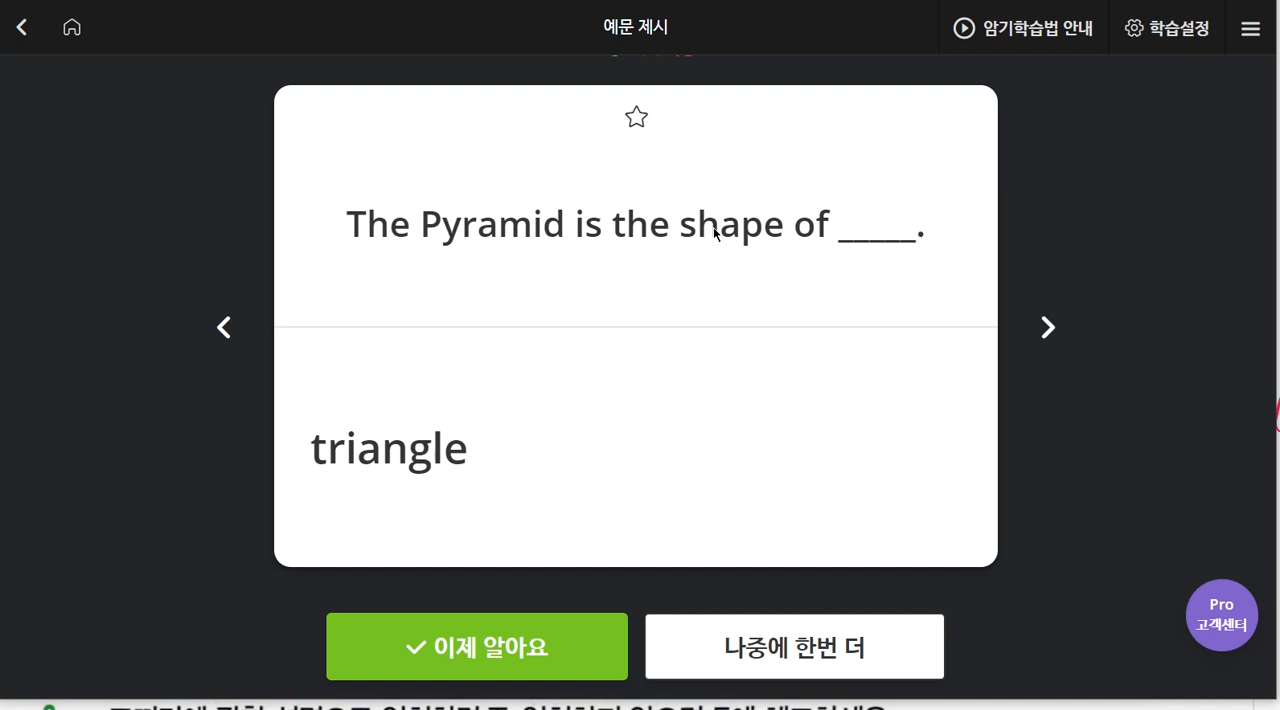 예문 제시
암기학습법 안내
학습설정
The Pyramid is the shape of _____.
triangle
이제 알아요
나중에 한번 더
Pro
고객센터